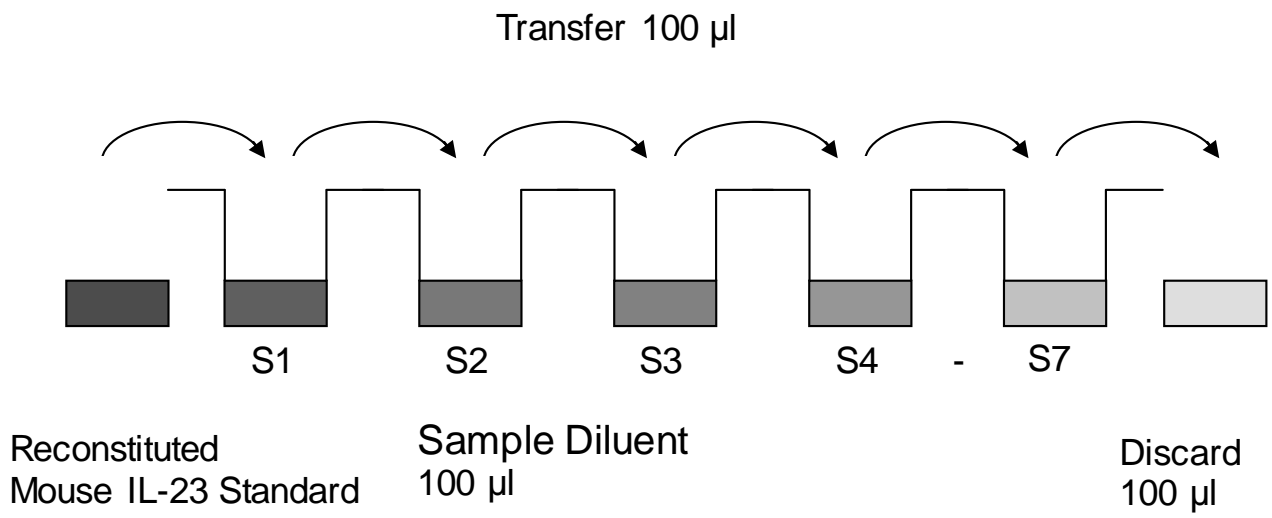 Transfer 100 µl
S1 S2 S3 S4 - S7
Reconstituted
Mouse IL-23 Standard
Sample Diluent
100 µl
Discard
100 µl